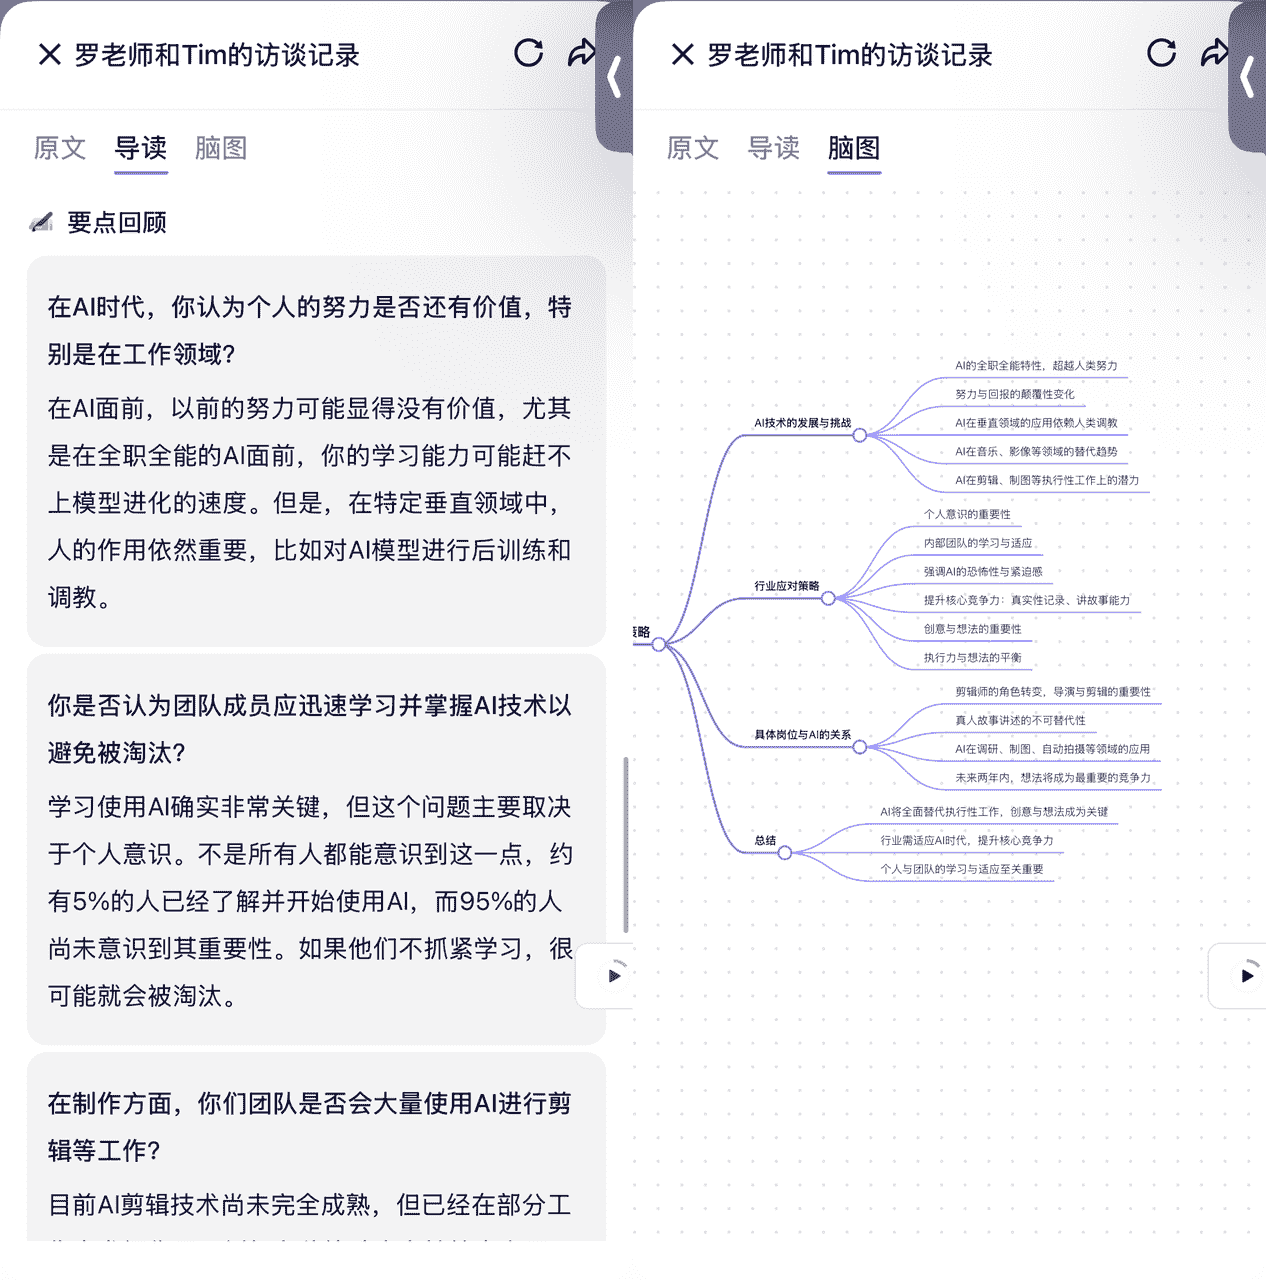 罗老师和Tim的访谈记录
原文 导读 脑图
要点回顾
在AI时代，你认为个人的努力是否还有价值，特
别是在工作领域？
在AI面前，以前的努力可能显得没有价值，尤其
是在全职全能的AI面前，你的学习能力可能赶不
上模型进化的速度。但是，在特定垂直领域中，
人的作用依然重要，比如对AI模型进行后训练和
调教。
你是否认为团队成员应迅速学习并掌握AI技术以
避免被淘汰？
学习使用AI确实非常关键，但这个问题主要取决
于个人意识。不是所有人都能意识到这一点，约
有5%的人已经了解并开始使用AI，而95%的人
尚未意识到其重要性。如果他们不抓紧学习，很
可能就会被淘汰。
在制作方面，你们团队是否会大量使用AI进行剪
辑等工作？
目前AI剪辑技术尚未完全成熟，但已经在部分工
罗老师和Tim的访谈记录
原文 导读 脑图
策略
AI技术的发展与挑战
AI的全职全能特性，超越人类努力
努力与回报的颠覆性变化
AI在垂直领域的应用依赖人类调教
AI在音乐、影像等领域的替代趋势
AI在剪辑、制图等执行性工作上的潜力
行业应对策略
个人意识的重要性
内部团队的学习与适应
强调AI的恐怖性与紧迫感
提升核心竞争力：真实性记录、讲故事能力
创意与想法的重要性
执行力与想法的平衡
具体岗位与AI的关系
剪辑师的角色转变，导演与剪辑的重要性
真人故事讲述的不可替代性
AI在调研、制图、自动拍摄等领域的应用
未来两年内，想法将成为最重要的竞争力
总结
AI将全面替代执行性工作，创意与想法成为关键
行业需适应AI时代，提升核心竞争力
个人与团队的学习与适应至关重要